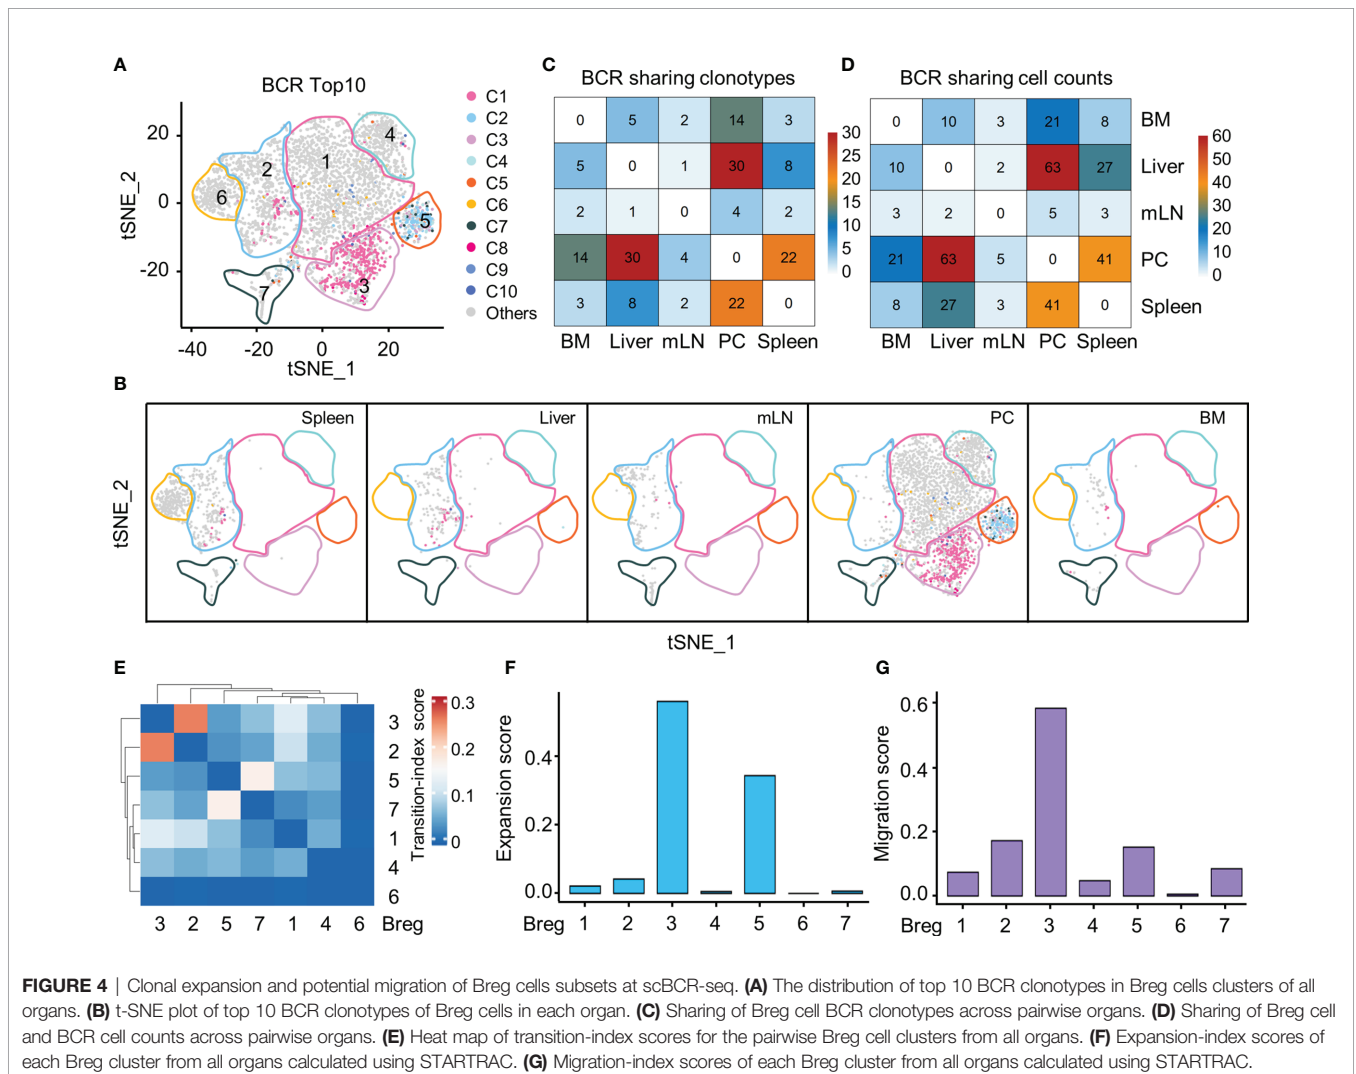 A
BCR Top10
tSNE_2
20
0
-20
-40 -20 0 20
tSNE_1
1
2
3
4
5
6
7
C1
C2
C3
C4
C5
C6
C7
C8
C9
C10
Others
C
BCR sharing clonotypes
0 5 2 14 3
5 0 1 30 8
2 1 0 4 2
14 30 4 0 22
3 8 2 22 0
BM Liver mLN PC Spleen
30
25
20
15
10
5
0
D
BCR sharing cell counts
0 10 3 21 8 BM
10 0 2 63 27 Liver
3 2 0 5 3 mLN
21 63 5 0 41 PC
8 27 3 41 0 Spleen
BM Liver mLN PC Spleen
60
50
40
30
20
10
0
B
tSNE_2
Spleen
Liver
mLN
PC
BM
tSNE_1
E
3
2
5
7
1
4
6
3 2 5 7 1 4 6 Breg
Transition-index score
0.3
0.2
0.1
0
F
Expansion score
0.4
0.2
0.0
Breg 1 2 3 4 5 6 7
G
Migration score
0.6
0.4
0.2
0.0
Breg 1 2 3 4 5 6 7
FIGURE 4 | Clonal expansion and potential migration of Breg cells subsets at scBCR-seq. (A) The distribution of top 10 BCR clonotypes in Breg cells clusters of all
organs. (B) t-SNE plot of top 10 BCR clonotypes of Breg cells in each organ. (C) Sharing of Breg cell BCR clonotypes across pairwise organs. (D) Sharing of Breg cell
and BCR cell counts across pairwise organs. (E) Heat map of transition-index scores for the pairwise Breg cell clusters from all organs. (F) Expansion-index scores of
each Breg cluster from all organs calculated using STARTRAC. (G) Migration-index scores of each Breg cluster from all organs calculated using STARTRAC.